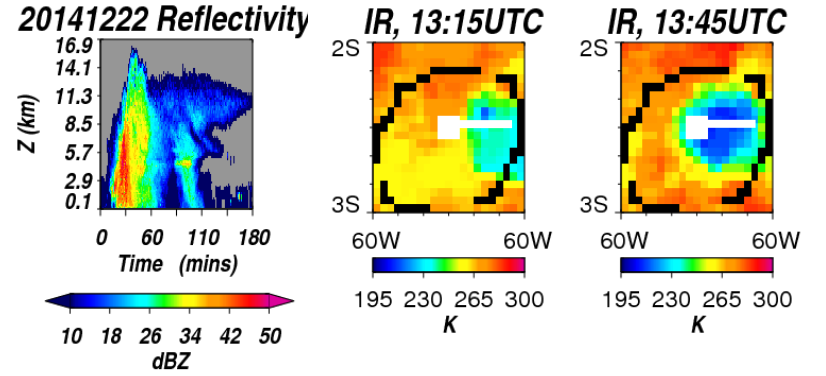 20141222 Reflectivity
16.9
14.1
11.3
8.5
5.7
2.9
0.1
Z (km)
0 60 110 180
Time (mins)
10 18 26 34 42 50
dBZ
IR, 13:15UTC
2S
3S
60W 60W
195 230 265 300
K
IR, 13:45UTC
2S
3S
60W 60W
195 230 265 300
K